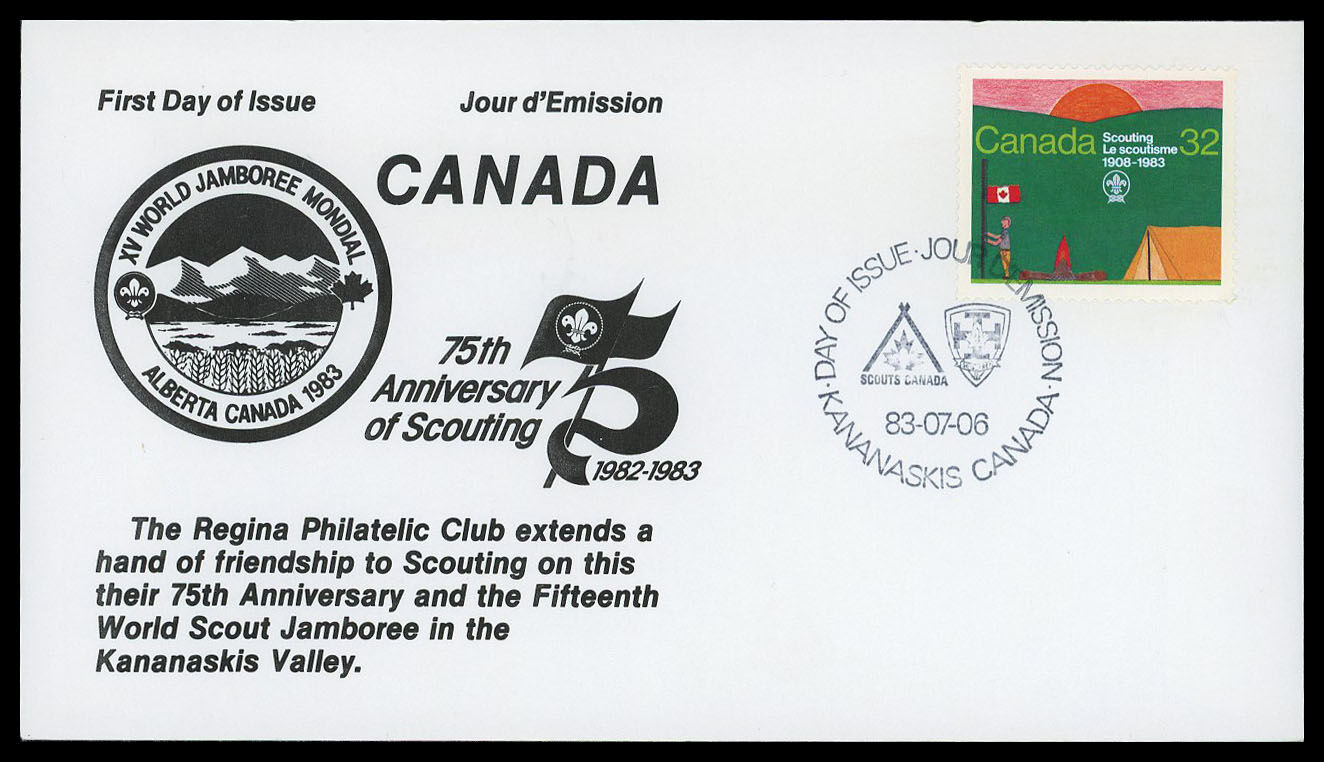 First Day of Issue
Jour d'Emission
CANADA
XV WORLD JAMBOREE MONDIAL
ALBERTA CANADA 1983
75th
Anniversary
of Scouting
75
1982-1983
The Regina Philatelic Club extends a
hand of friendship to Scouting on this
their 75th Anniversary and the Fifteenth
World Scout Jamboree in the
Kananaskis Valley.
Canada
Scouting
Le scoutisme
1908-1983
32
DAY OF ISSUE · JOUR D'EMISSION ·
SCOUTS CANADA
83-07-06
KANANASKIS CANADA ·